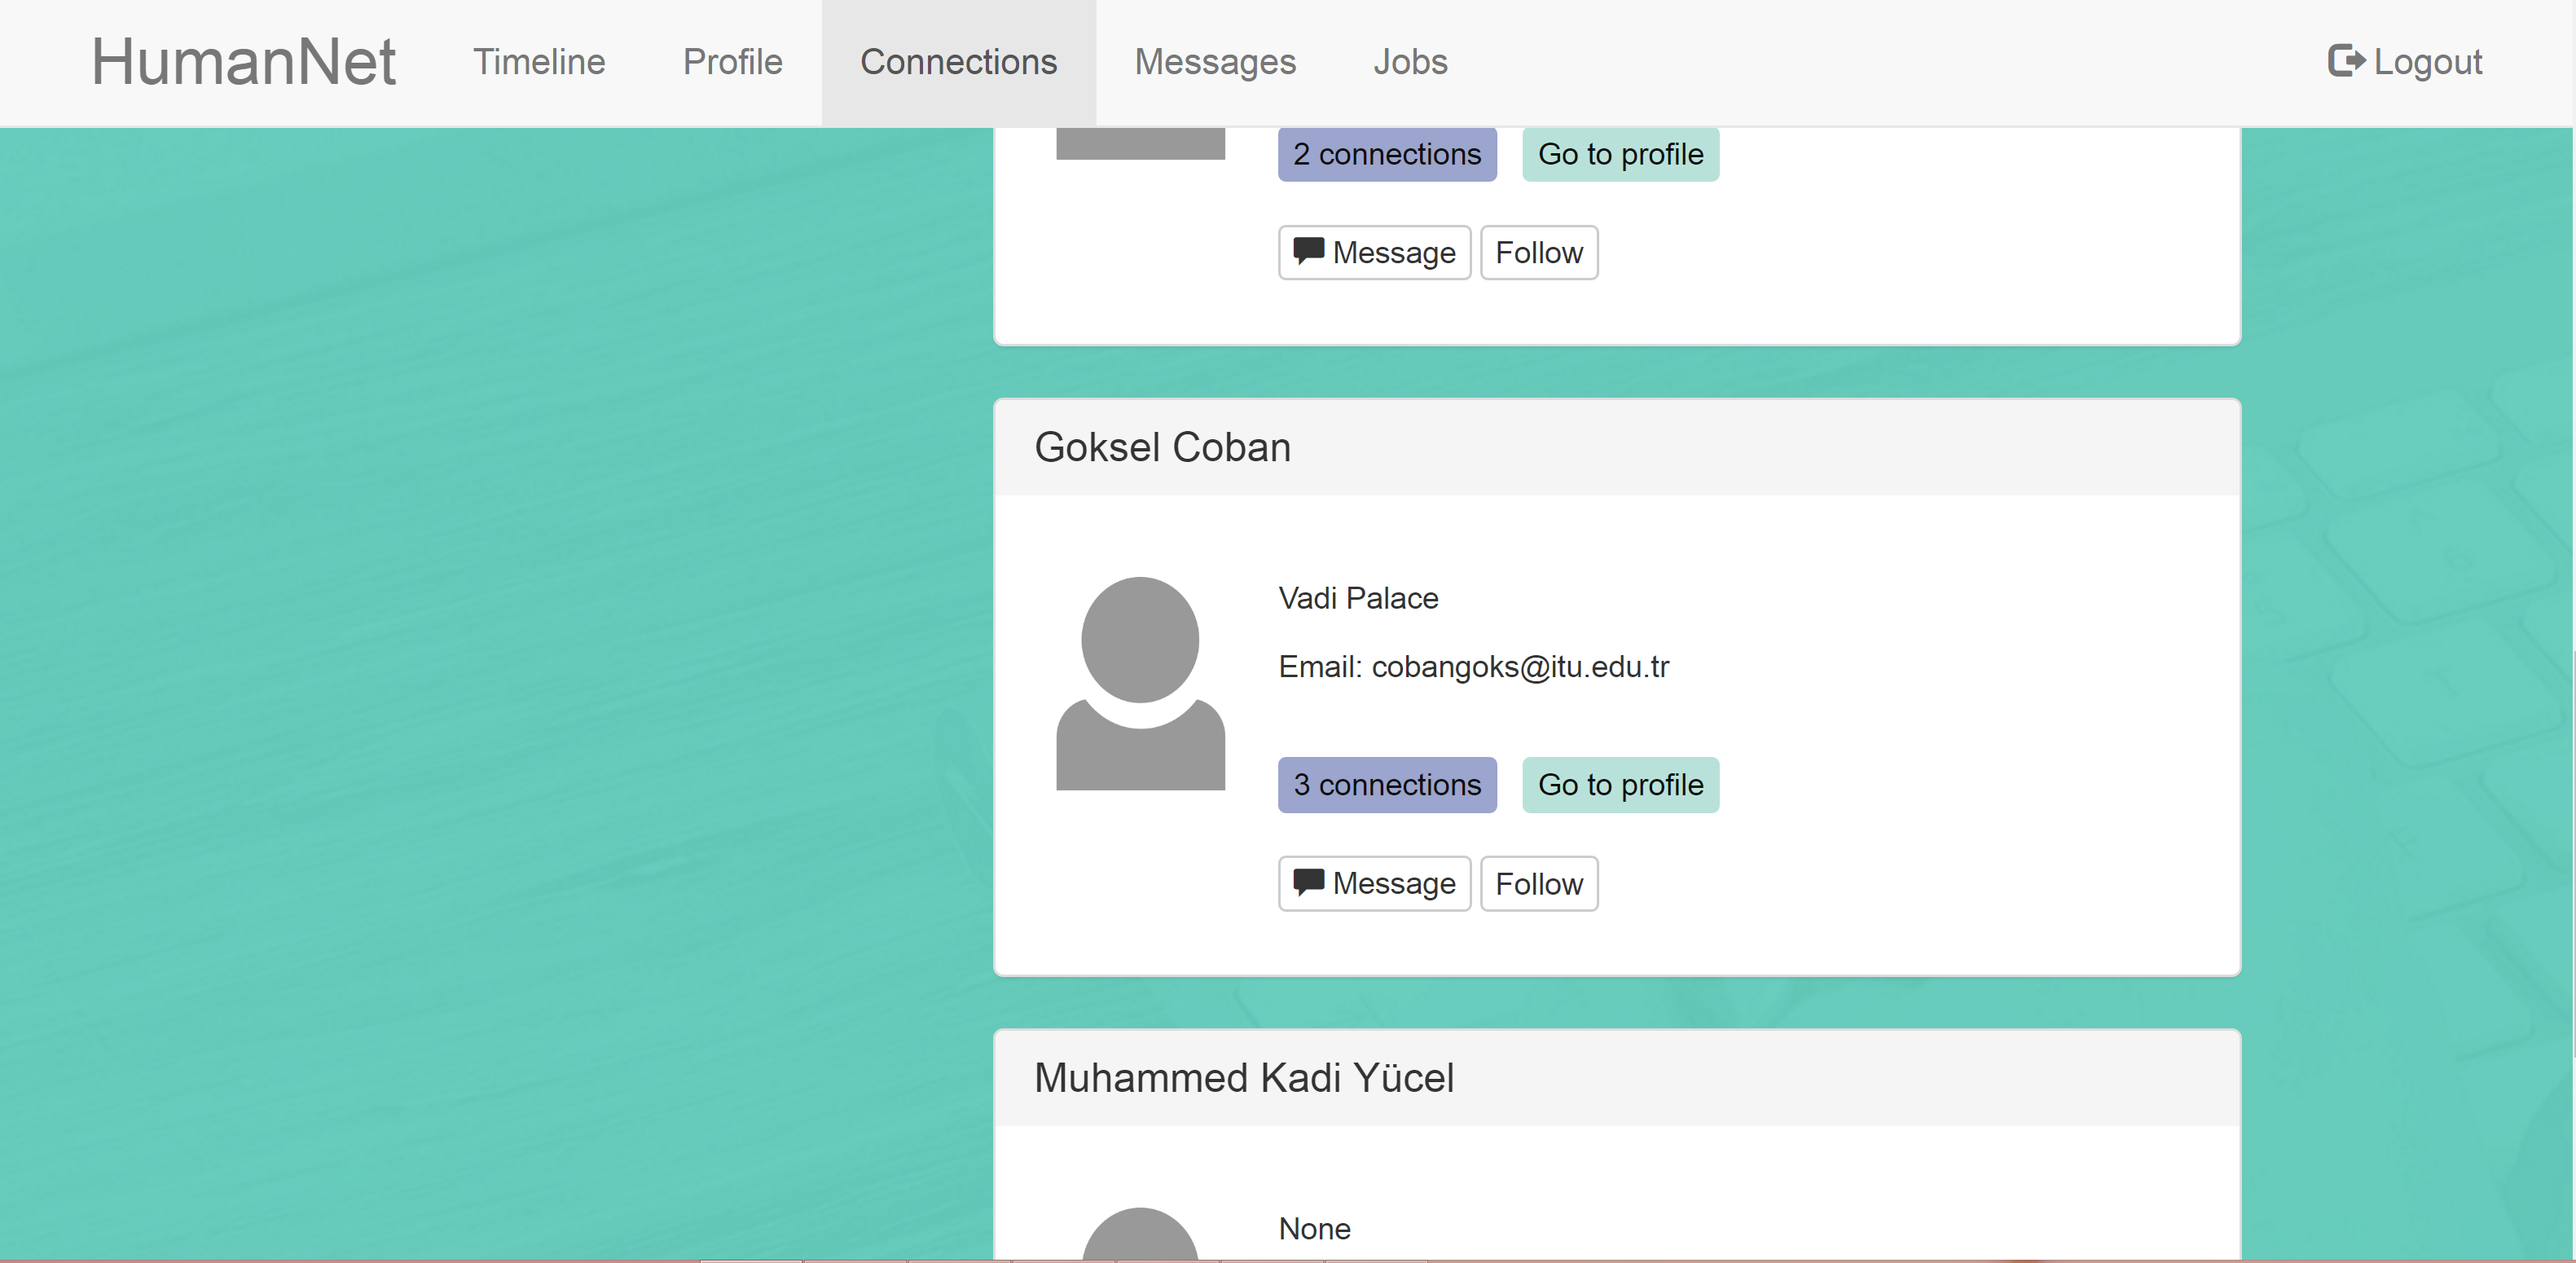 HumanNet Timeline Profile Connections Messages Jobs Logout
2 connections Go to profile
Message Follow
Goksel Coban
Vadi Palace
Email: cobangoks@itu.edu.tr
3 connections Go to profile
Message Follow
Muhammed Kadi Yücel
None